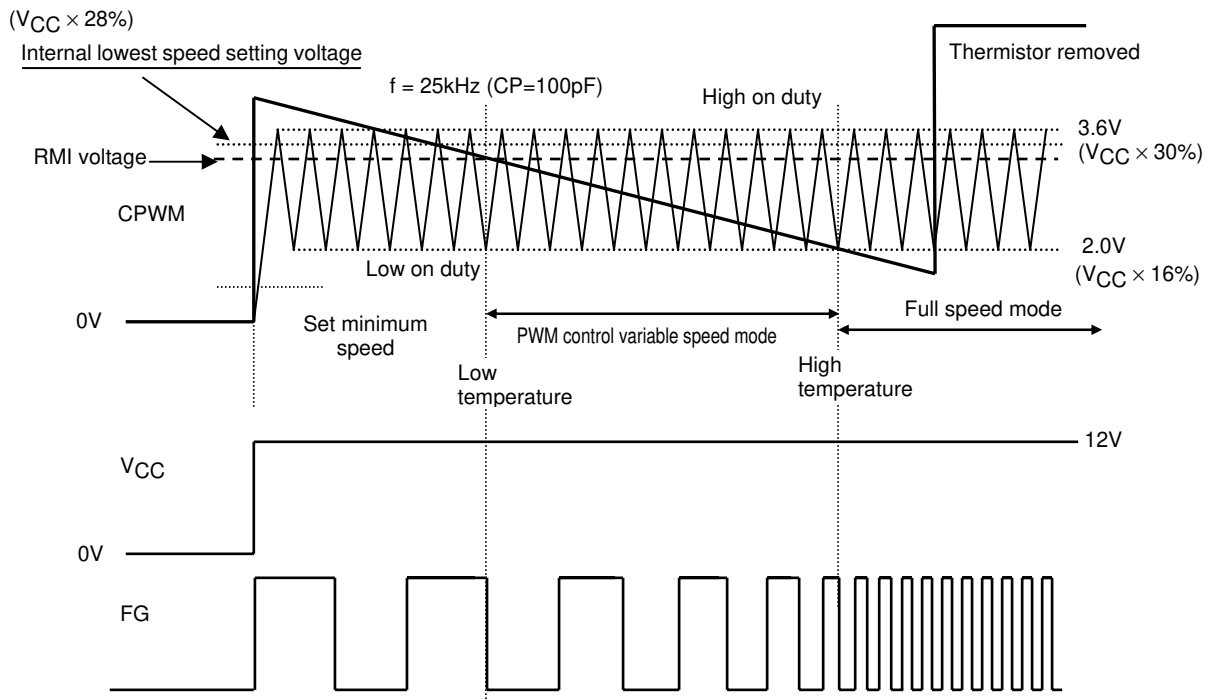 (VCC × 28%)
Internal lowest speed setting voltage
Thermistor removed
f = 25kHz (CP=100pF)
High on duty
3.6V
(VCC × 30%)
RMI voltage
CPWM
Low on duty
2.0V
(VCC × 16%)
0V
Set minimum
speed
PWM control variable speed mode
Full speed mode
Low
temperature
High
temperature
12V
VCC
0V
FG